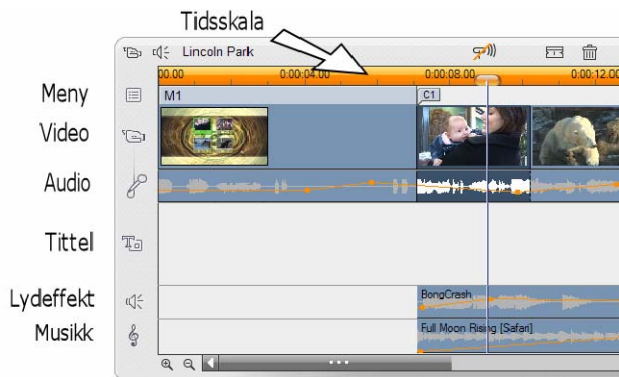 Tidsskala
Lincoln Park
00.00 0:00:04.00 0:00:08.00 0:00:12.00
Meny M1 C1
Video
Audio
Tittel
Lydeffekt BongCrash
Musikk Full Moon Rising [Safari]